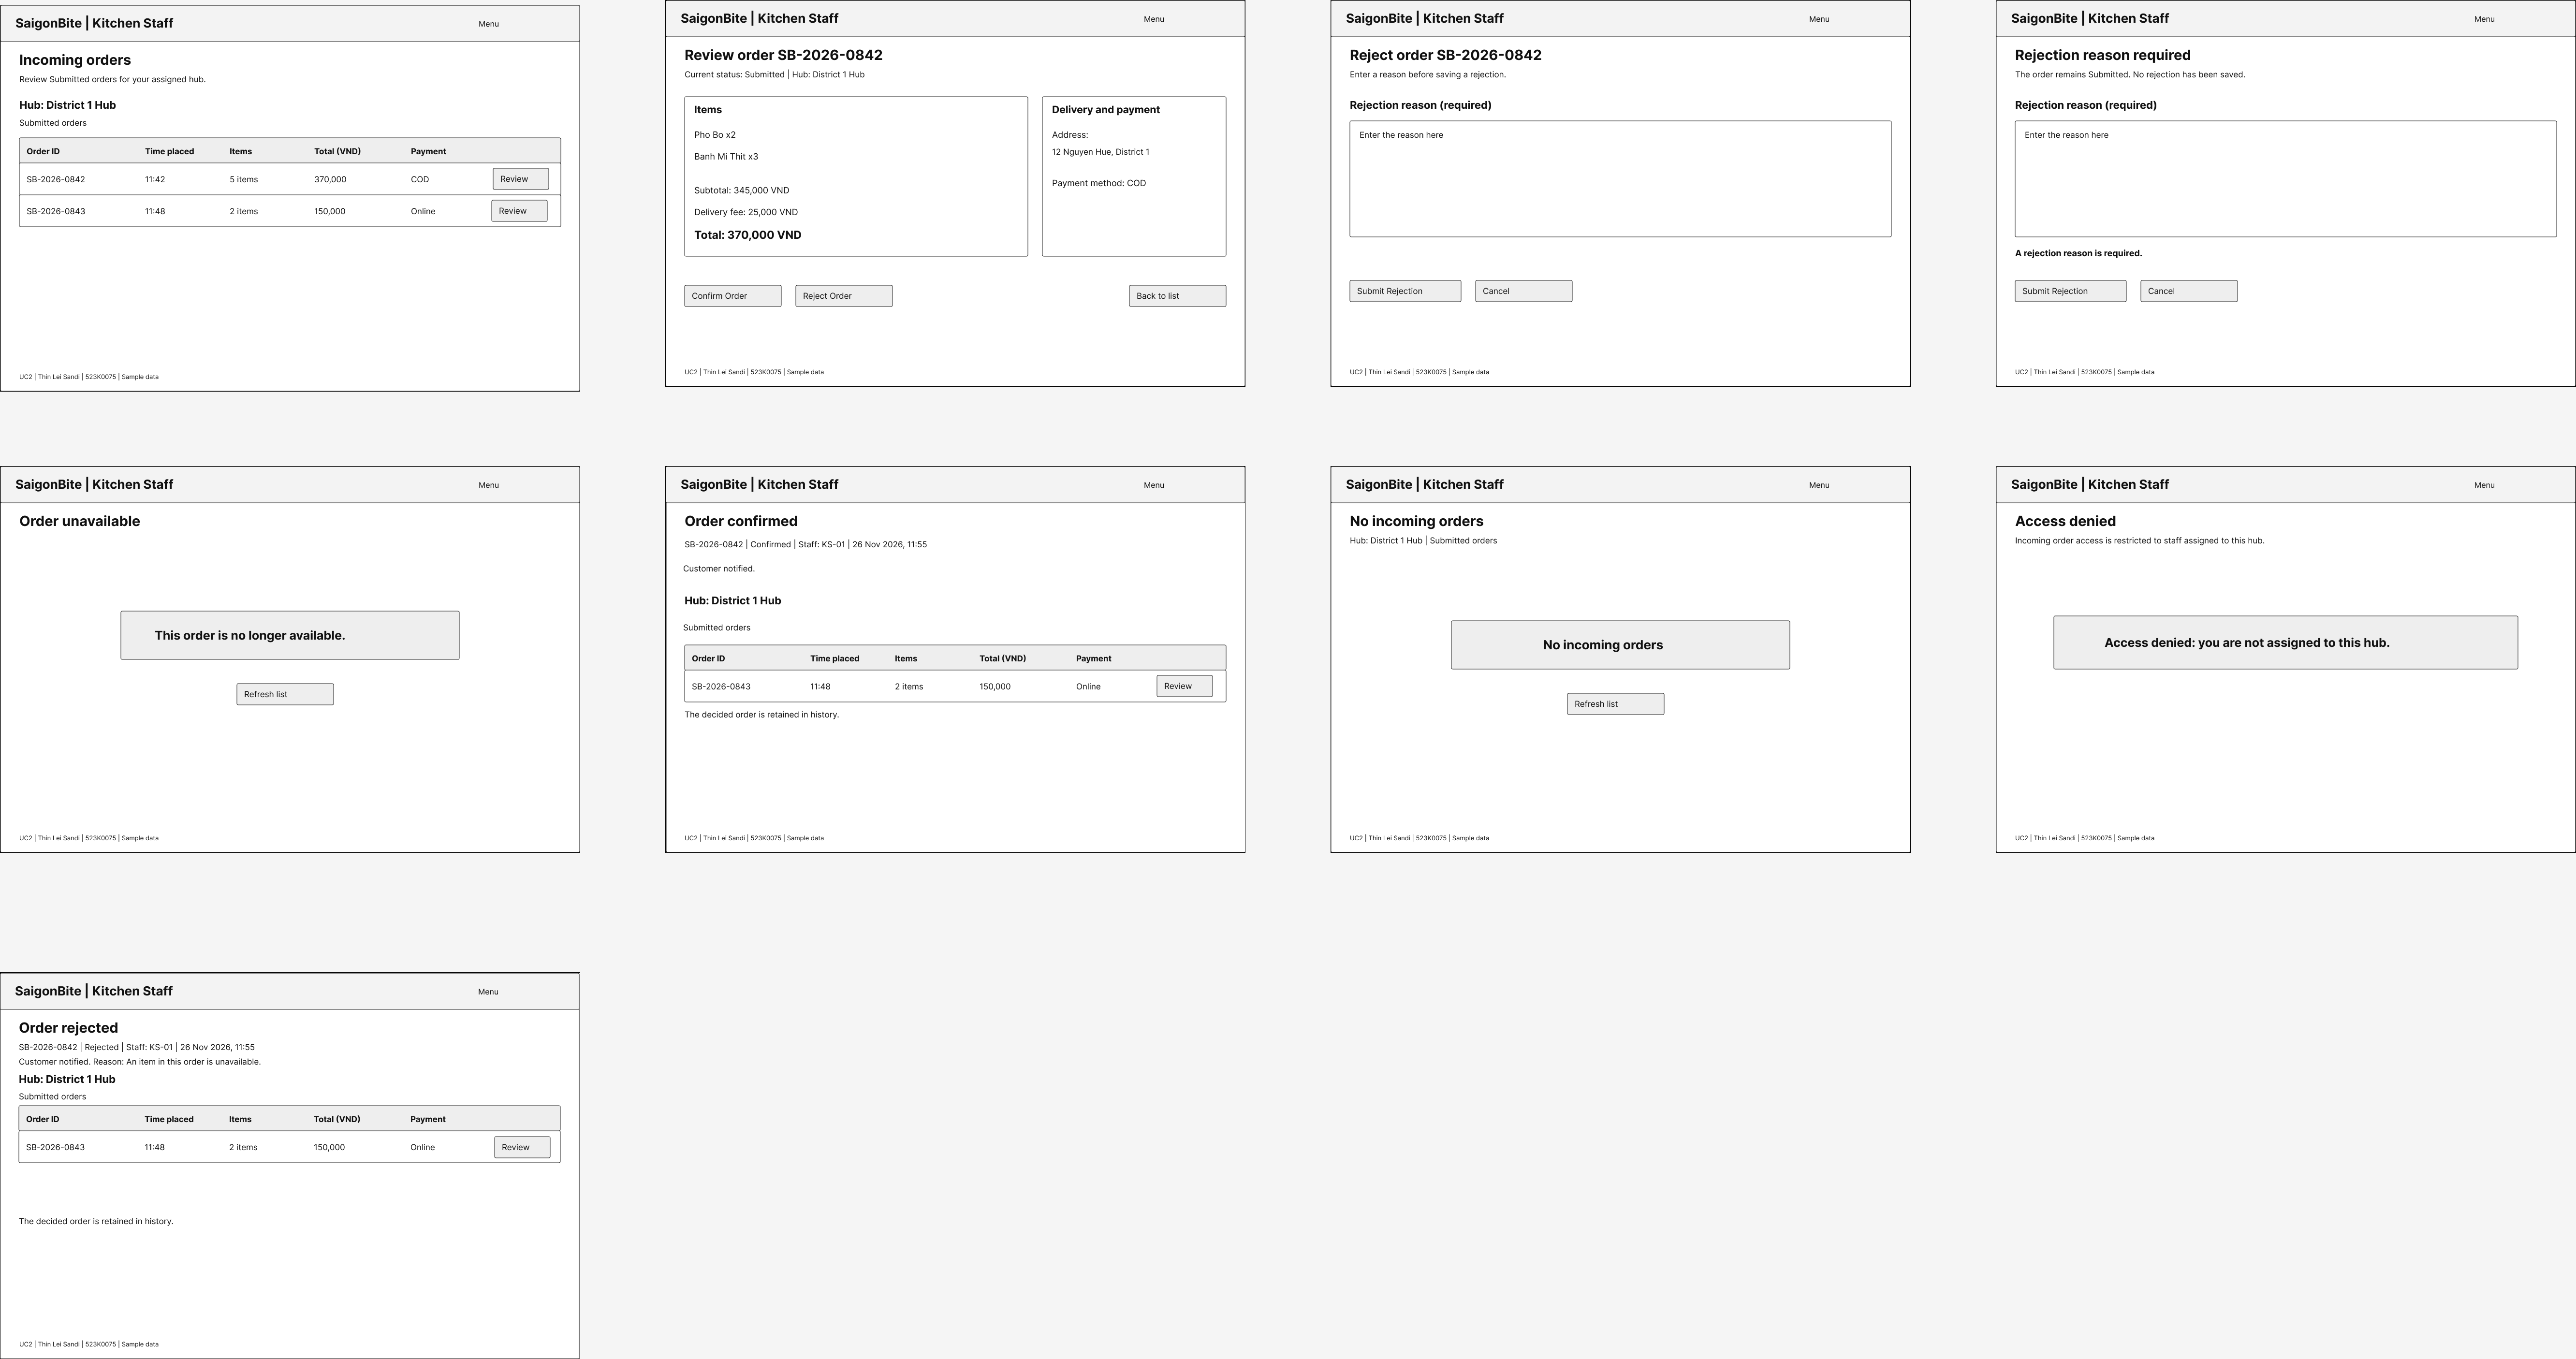 SaigonBite | Kitchen Staff
Menu
Incoming orders
Review Submitted orders for your assigned hub.
Hub: District 1 Hub
Submitted orders
Order ID Time placed Items Total (VND) Payment
SB-2026-0842 11:42 5 items 370,000 COD Review
SB-2026-0843 11:48 2 items 150,000 Online Review
UC2 | Thin Lei Sandi | 523K0075 | Sample data
SaigonBite | Kitchen Staff
Menu
Review order SB-2026-0842
Current status: Submitted | Hub: District 1 Hub
Items
Pho Bo x2
Banh Mi Thit x3
Subtotal: 345,000 VND
Delivery fee: 25,000 VND
Total: 370,000 VND
Delivery and payment
Address:
12 Nguyen Hue, District 1
Payment method: COD
Confirm Order
Reject Order
Back to list
UC2 | Thin Lei Sandi | 523K0075 | Sample data
SaigonBite | Kitchen Staff
Menu
Reject order SB-2026-0842
Enter a reason before saving a rejection.
Rejection reason (required)
Enter the reason here
Submit Rejection
Cancel
UC2 | Thin Lei Sandi | 523K0075 | Sample data
SaigonBite | Kitchen Staff
Menu
Rejection reason required
The order remains Submitted. No rejection has been saved.
Rejection reason (required)
Enter the reason here
A rejection reason is required.
Submit Rejection
Cancel
UC2 | Thin Lei Sandi | 523K0075 | Sample data
SaigonBite | Kitchen Staff
Menu
Order unavailable
This order is no longer available.
Refresh list
UC2 | Thin Lei Sandi | 523K0075 | Sample data
SaigonBite | Kitchen Staff
Menu
Order confirmed
SB-2026-0842 | Confirmed | Staff: KS-01 | 26 Nov 2026, 11:55
Customer notified.
Hub: District 1 Hub
Submitted orders
Order ID Time placed Items Total (VND) Payment
SB-2026-0843 11:48 2 items 150,000 Online Review
The decided order is retained in history.
UC2 | Thin Lei Sandi | 523K0075 | Sample data
SaigonBite | Kitchen Staff
Menu
No incoming orders
Hub: District 1 Hub | Submitted orders
No incoming orders
Refresh list
UC2 | Thin Lei Sandi | 523K0075 | Sample data
SaigonBite | Kitchen Staff
Menu
Access denied
Incoming order access is restricted to staff assigned to this hub.
Access denied: you are not assigned to this hub.
UC2 | Thin Lei Sandi | 523K0075 | Sample data
SaigonBite | Kitchen Staff
Menu
Order rejected
SB-2026-0842 | Rejected | Staff: KS-01 | 26 Nov 2026, 11:55
Customer notified. Reason: An item in this order is unavailable.
Hub: District 1 Hub
Submitted orders
Order ID Time placed Items Total (VND) Payment
SB-2026-0843 11:48 2 items 150,000 Online Review
The decided order is retained in history.
UC2 | Thin Lei Sandi | 523K0075 | Sample data